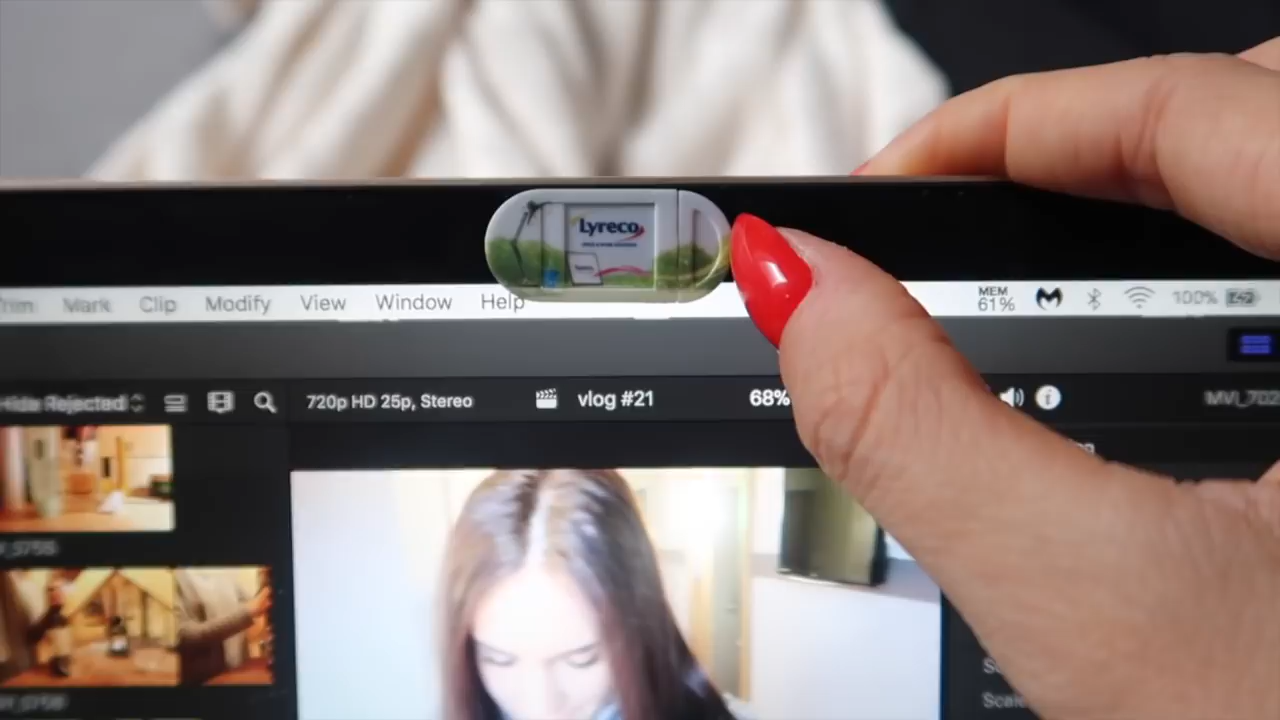 Lyreco
Trim Mark Clip Modify View Window Help
MEM
61%
100%
Hide Rejected
720p HD 25p, Stereo
vlog #21
68%
MVI_702